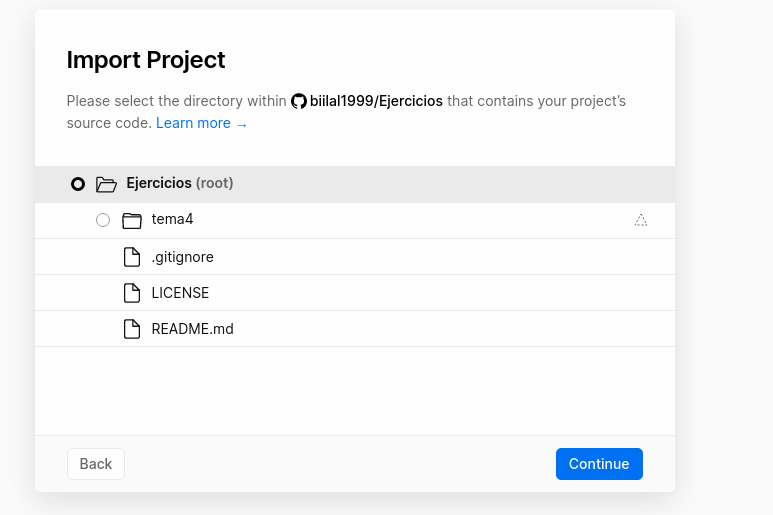 Import Project
Please select the directory within biilal1999/Ejercicios that contains your project's
source code. Learn more →
Ejercicios (root)
tema4
.gitignore
LICENSE
README.md
Back
Continue